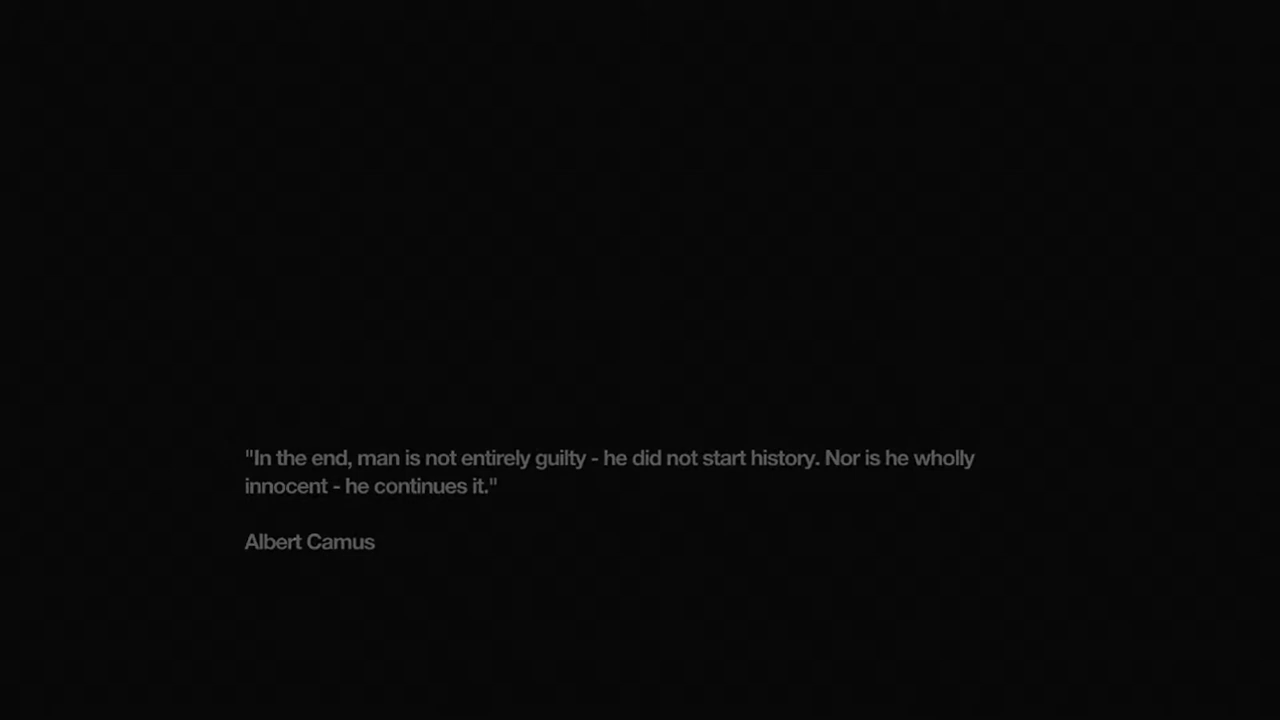 "In the end, man is not entirely guilty - he did not start history. Nor is he wholly
innocent - he continues it."
Albert Camus